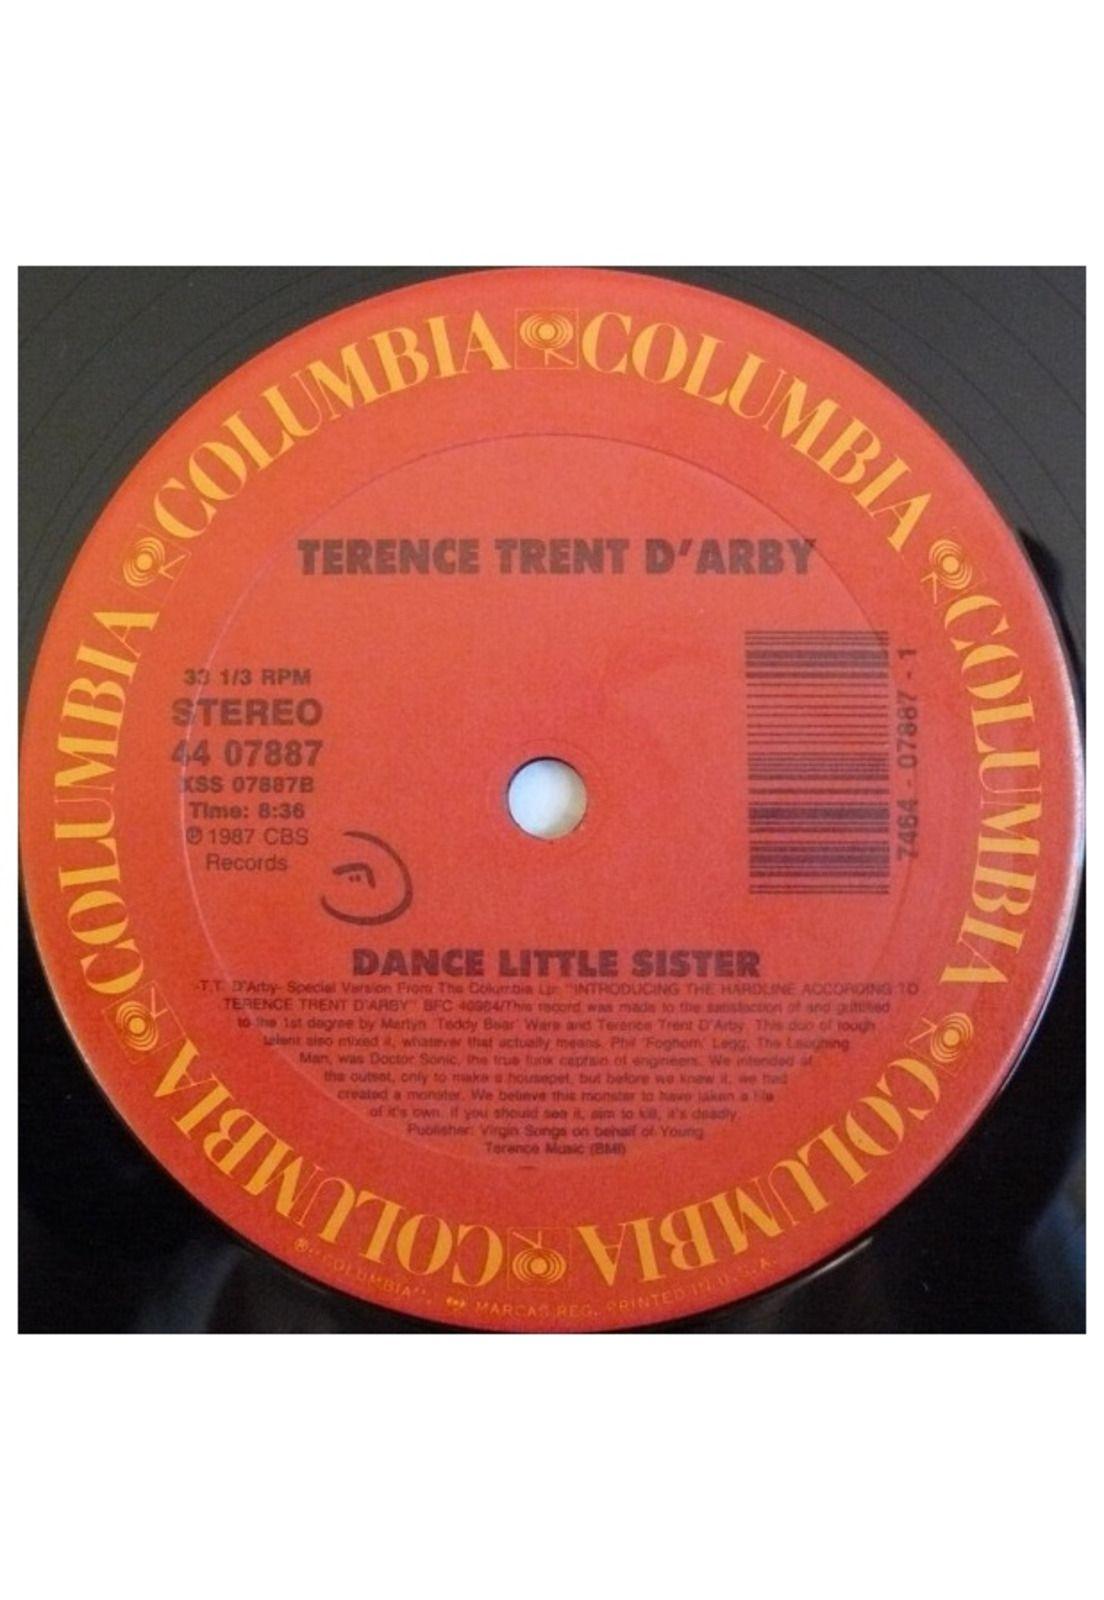 COLUMBIA COLUMBIA COLUMBIA COLUMBIA COLUMBIA COLUMBIA COLUMBIA COLUMBIA
TERENCE TRENT D'ARBY
33 1/3 RPM
STEREO
44 07887
XSS 07887B
Time: 8:36
℗ 1987 CBS
Records
7464-07887-1
DANCE LITTLE SISTER
-T.T. D'Arby- Special Version From The Columbia Lp: "INTRODUCING THE HARDLINE ACCORDING TO
TERENCE TRENT D'ARBY" BFC 40964/This record was made to the satisfaction of and
to the 1st degree by Martyn 'Teddy Bear' Ware and Terence Trent D'Arby. This duo of rough
talent also mixed it, whatever that actually means. Phil 'Foghorn' Legg, The Laughing
Man, was Doctor Sonic, the true funk captain of engineers. We intended at
the outset, only to make a housepet, but before we knew it, we had
created a monster. We believe this monster to have taken a life
of it's own. If you should see it, aim to kill, it's deadly.
Publisher: Virgin Songs on behalf of Young
Terence Music (BMI)
® "COLUMBIA", MARCAS REG. PRINTED IN U.S.A.